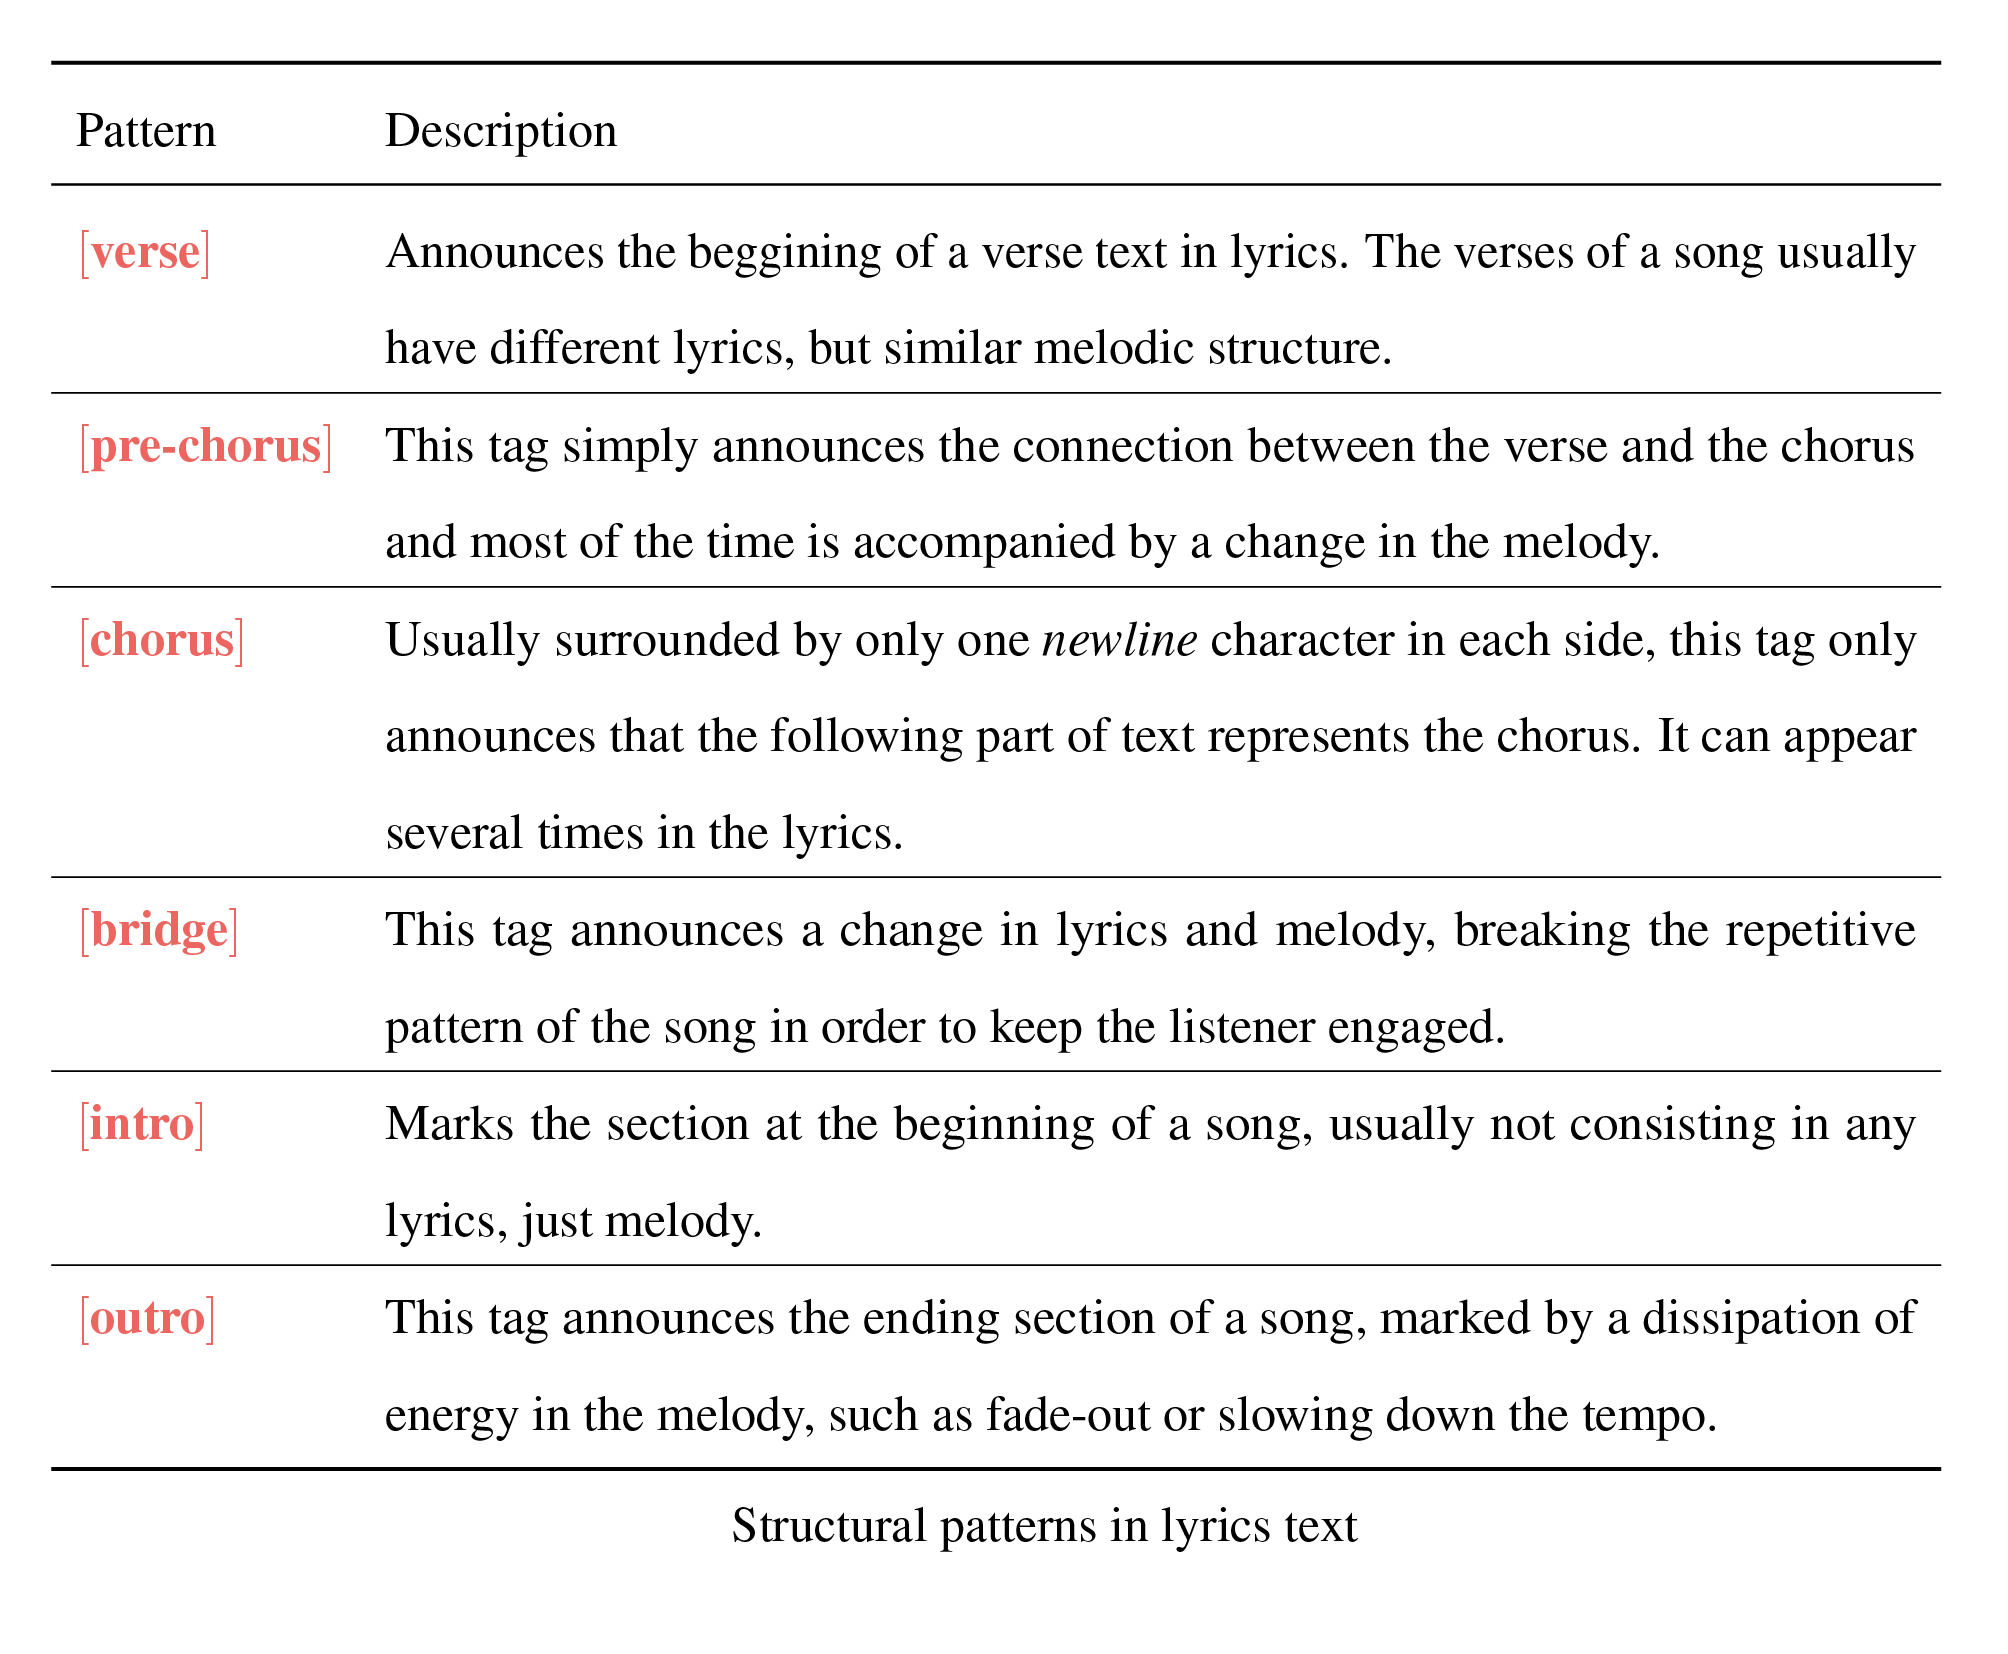 Pattern Description
[verse] Announces the beggining of a verse text in lyrics. The verses of a song usually
have different lyrics, but similar melodic structure.
[pre-chorus] This tag simply announces the connection between the verse and the chorus
and most of the time is accompanied by a change in the melody.
[chorus] Usually surrounded by only one newline character in each side, this tag only
announces that the following part of text represents the chorus. It can appear
several times in the lyrics.
[bridge] This tag announces a change in lyrics and melody, breaking the repetitive
pattern of the song in order to keep the listener engaged.
[intro] Marks the section at the beginning of a song, usually not consisting in any
lyrics, just melody.
[outro] This tag announces the ending section of a song, marked by a dissipation of
energy in the melody, such as fade-out or slowing down the tempo.
Structural patterns in lyrics text